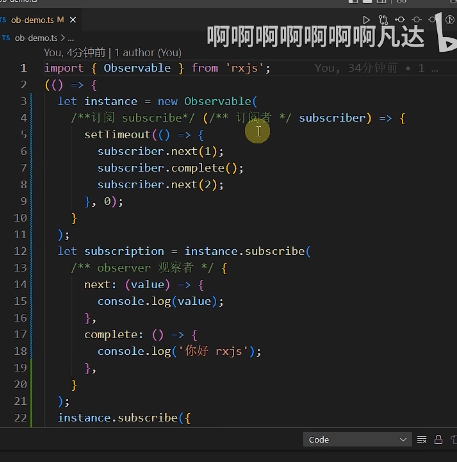 ob-demo.ts M
ob-demo.ts > ...
啊啊啊啊啊啊啊凡达 b
You, 4分钟前 | 1 author (You)
1 import { Observable } from 'rxjs'; You, 34分钟前 • 1 …
2 (() => {
3 let instance = new Observable(
4 /**订阅 subscribe*/ (/** 订阅者 */ subscriber) => {
5 setTimeout(() => {
6 subscriber.next(1);
7 subscriber.complete();
8 subscriber.next(2);
9 }, 0);
10 }
11 );
12 let subscription = instance.subscribe(
13 /** observer 观察者 */ {
14 next: (value) => {
15 console.log(value);
16 },
17 complete: () => {
18 console.log('你好 rxjs');
19 },
20 }
21 );
22 instance.subscribe({
Code